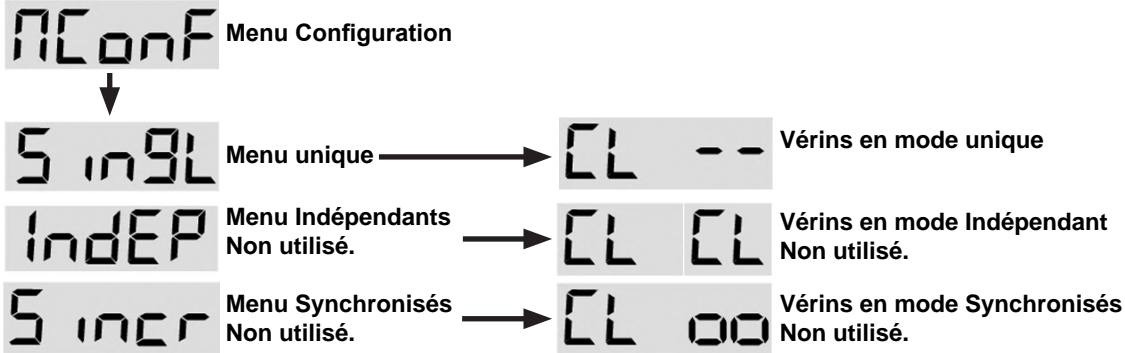 MConF Menu Configuration
SingL Menu unique CL -- Vérins en mode unique
IndEP Menu Indépendants
Non utilisé. CL CL Vérins en mode Indépendant
Non utilisé.
Sincr Menu Synchronisés
Non utilisé. CL oo Vérins en mode Synchronisés
Non utilisé.